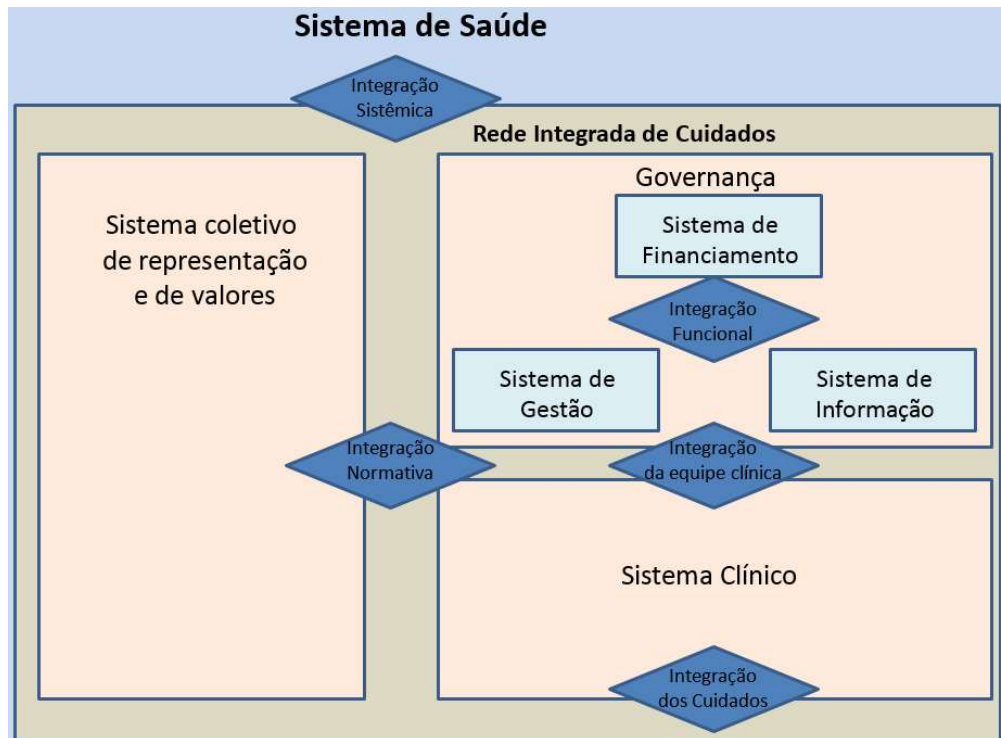 Sistema de Saúde
Integração
Sistêmica
Rede Integrada de Cuidados
Sistema coletivo
de representação
e de valores
Governança
Sistema de
Financiamento
Integração
Funcional
Sistema de
Gestão
Sistema de
Informação
Integração
Normativa
Integração
da equipe clínica
Sistema Clínico
Integração
dos Cuidados